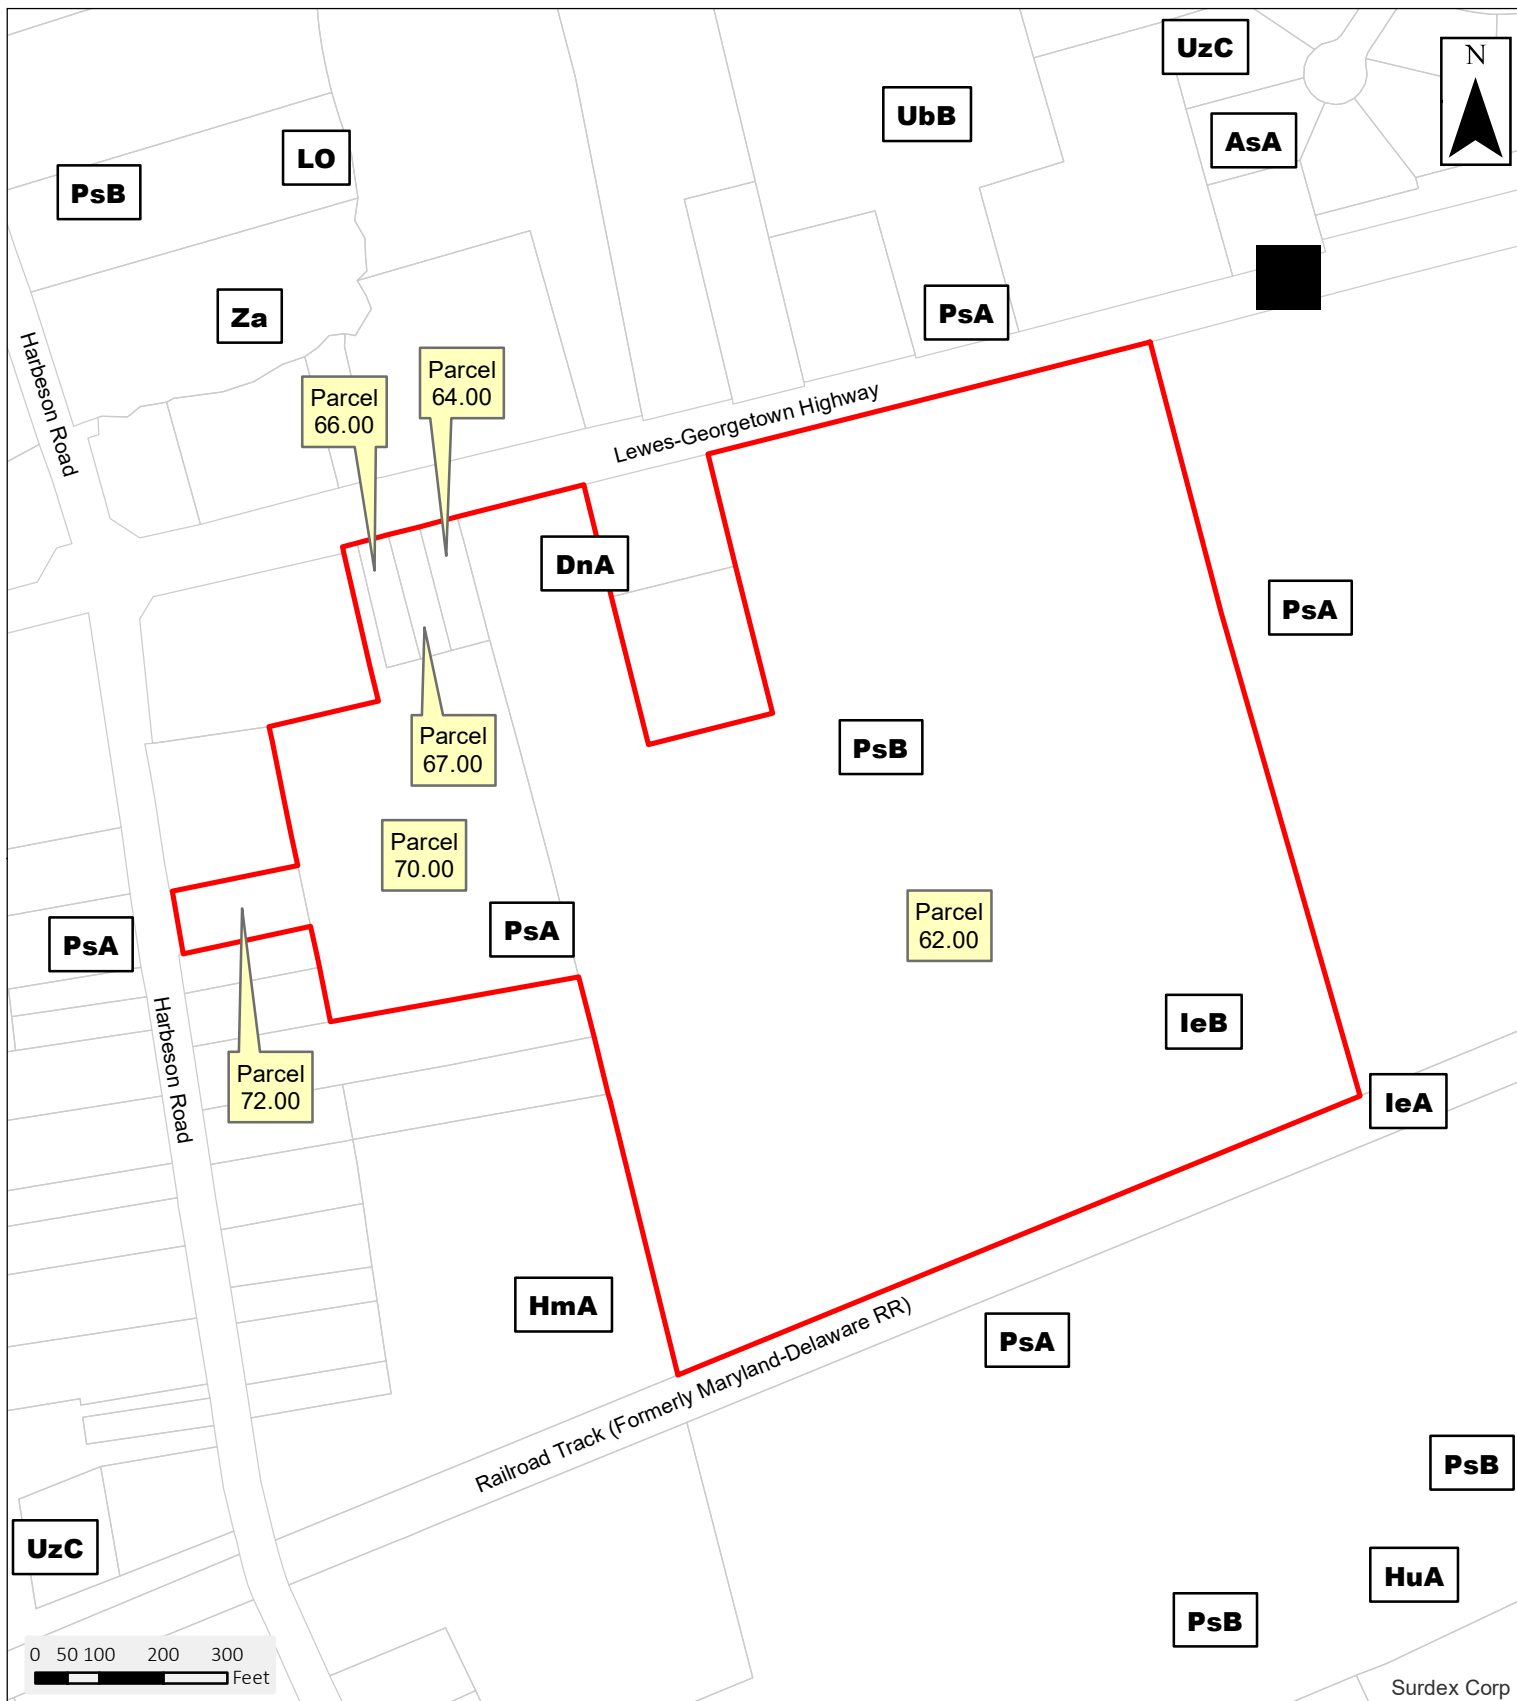 UzC
N
UbB
AsA
LO
PsB
Za
PsA
Harbeson Road
Parcel
64.00
Parcel
66.00
Lewes-Georgetown Highway
DnA
PsA
Parcel
67.00
PsB
Parcel
70.00
Parcel
62.00
PsA
PsA
IeB
Harbeson Road
Parcel
72.00
IeA
HmA
PsA
Railroad Track (Formerly Maryland-Delaware RR)
PsB
UzC
HuA
PsB
0 50 100 200 300
Feet
Surdex Corp